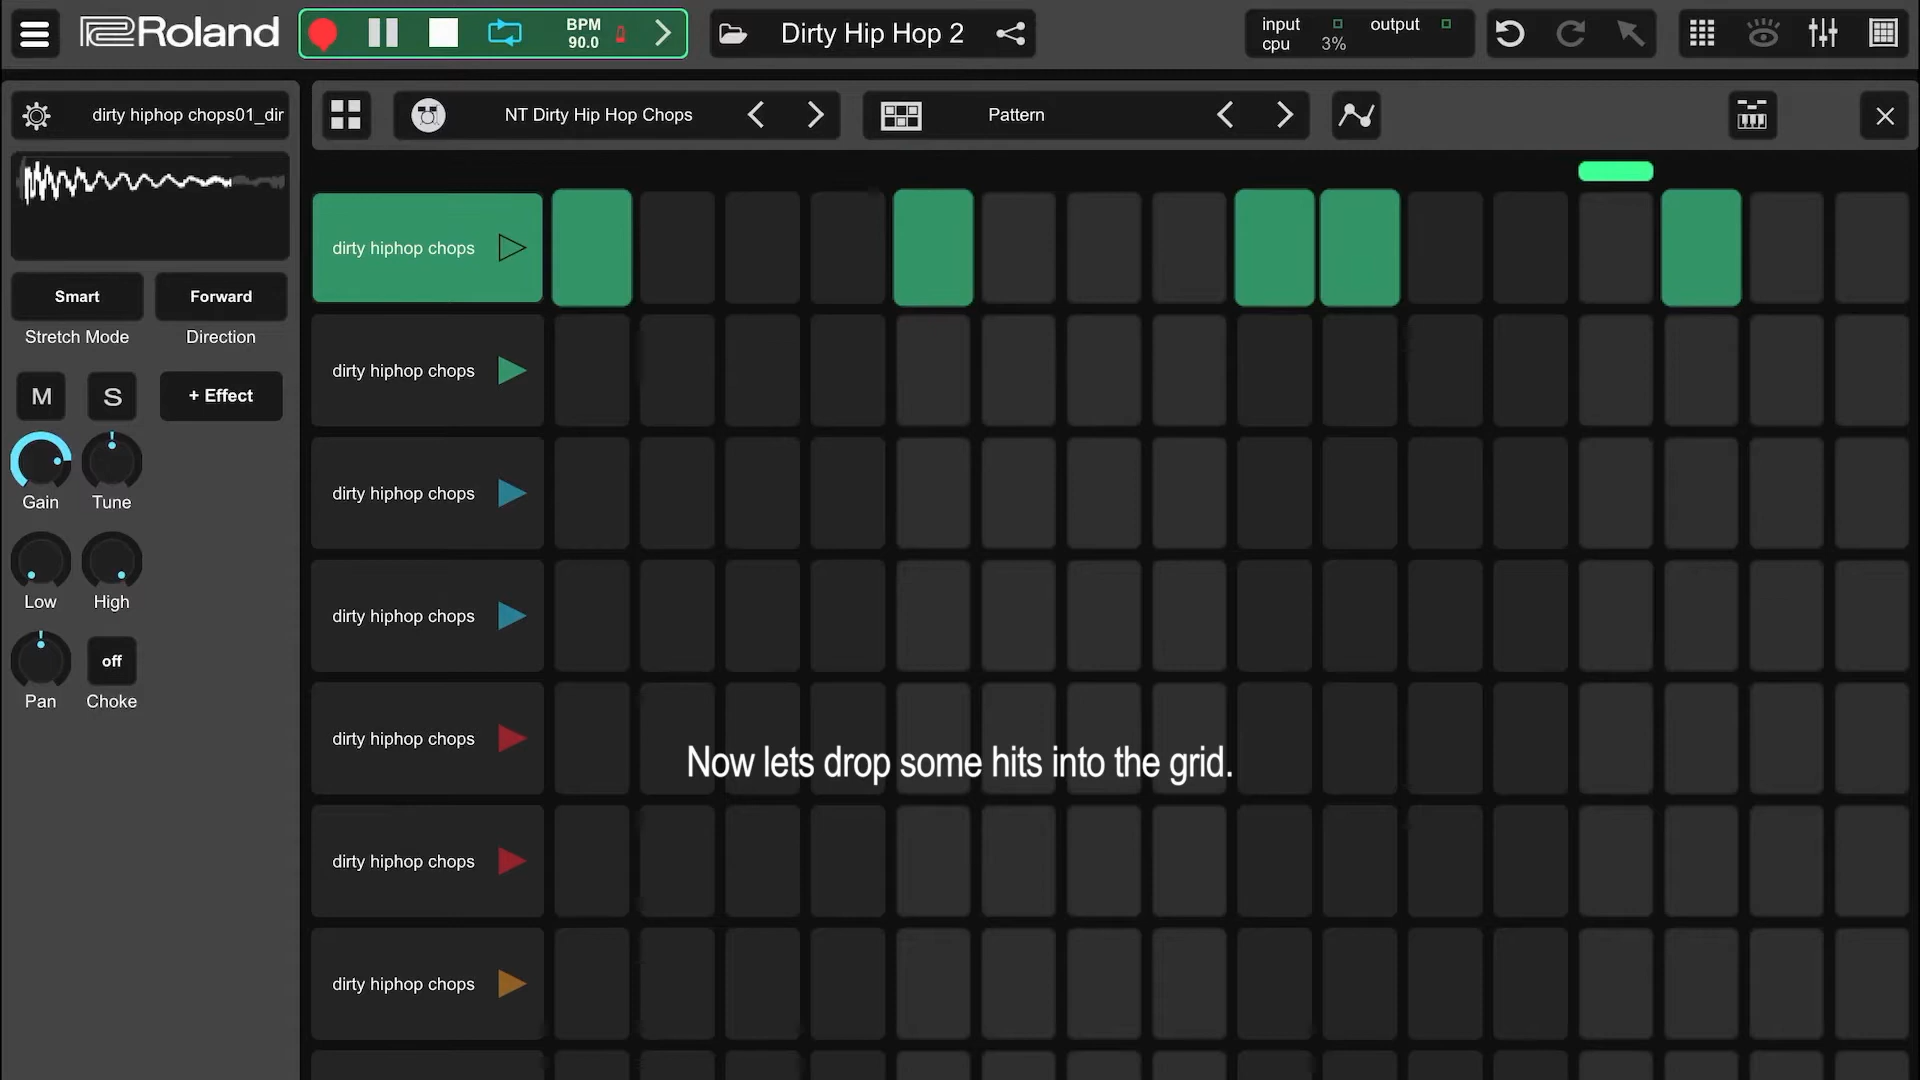 Roland
BPM
90.0
Dirty Hip Hop 2
input
output
cpu
3%
dirty hiphop chops01_dir
NT Dirty Hip Hop Chops
Pattern
Smart
Forward
Stretch Mode
Direction
M
S
+ Effect
Gain
Tune
Low
High
off
Pan
Choke
dirty hiphop chops
dirty hiphop chops
dirty hiphop chops
dirty hiphop chops
dirty hiphop chops
dirty hiphop chops
dirty hiphop chops
Now lets drop some hits into the grid.